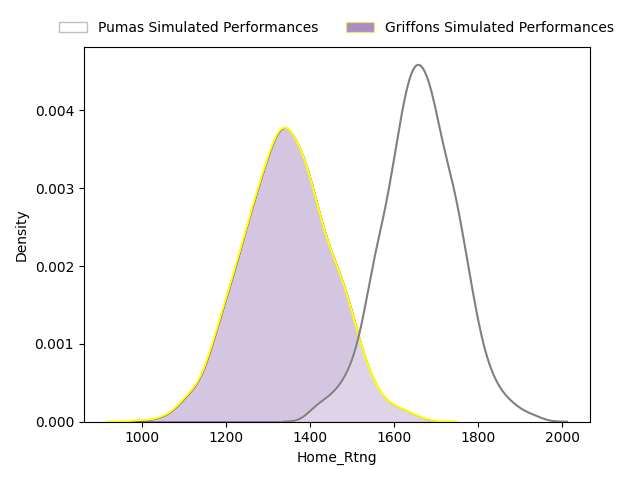 Pumas Simulated Performances Griffons Simulated Performances
0.004
0.003
0.002
0.001
0.000
Density
1000 1200 1400 1600 1800 2000
Home_Rtng